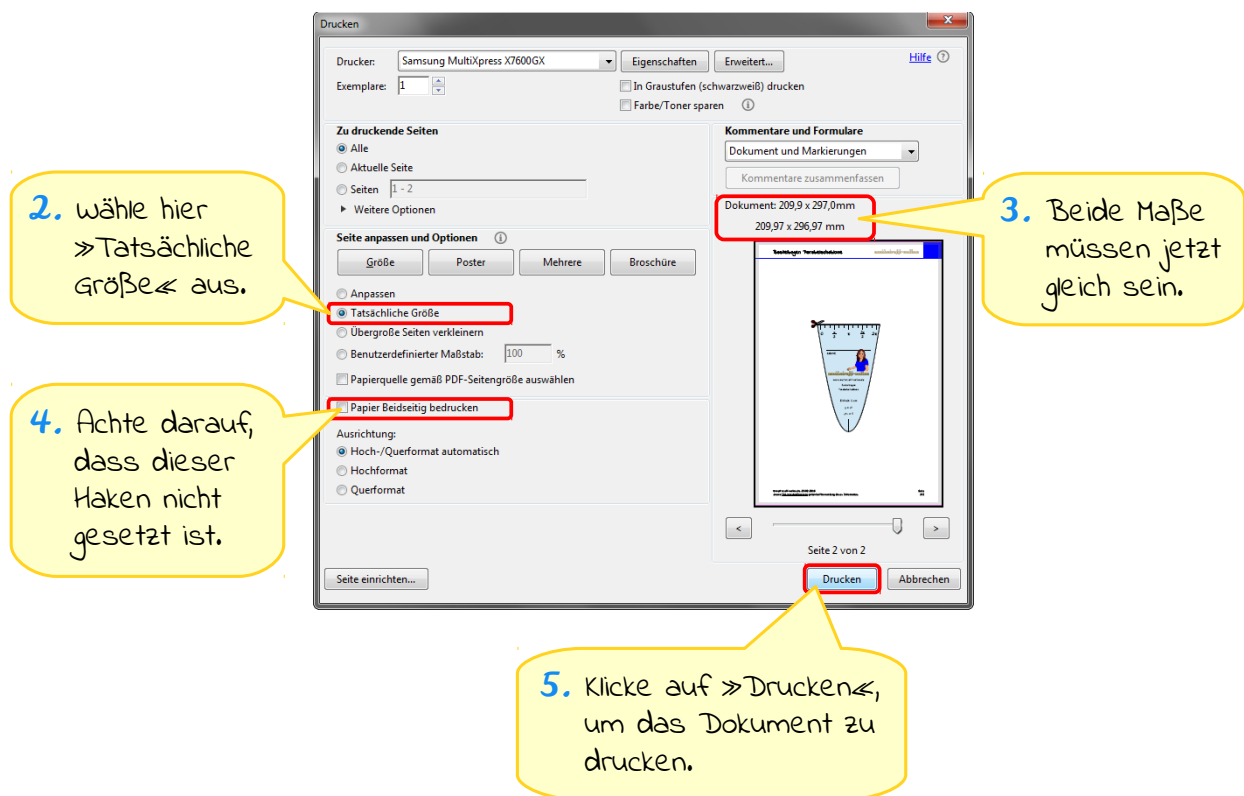 Drucken
Drucker: Samsung MultiXpress X7600GX Eigenschaften Erweitert... Hilfe
Exemplare: 1 In Graustufen (schwarzweiß) drucken
Farbe/Toner sparen
Zu druckende Seiten
Alle
Aktuelle Seite
Seiten 1 - 2
Weitere Optionen
Kommentare und Formulare
Dokument und Markierungen
Kommentare zusammenfassen
Dokument: 209,9 x 297,0mm
209,97 x 296,97 mm
2. Wähle hier
»Tatsächliche
Größe« aus.
3. Beide Maße
müssen jetzt
gleich sein.
Seite anpassen und Optionen
Größe Poster Mehrere Broschüre
Anpassen
Tatsächliche Größe
Übergroße Seiten verkleinern
Benutzerdefinierter Maßstab: 100 %
Papierquelle gemäß PDF-Seitengröße auswählen
Papier Beidseitig bedrucken
4. Achte darauf,
dass dieser
Haken nicht
gesetzt ist.
Ausrichtung:
Hoch-/Querformat automatisch
Hochformat
Querformat
< >
Seite 2 von 2
Seite einrichten... Drucken Abbrechen
5. Klicke auf »Drucken«,
um das Dokument zu
drucken.